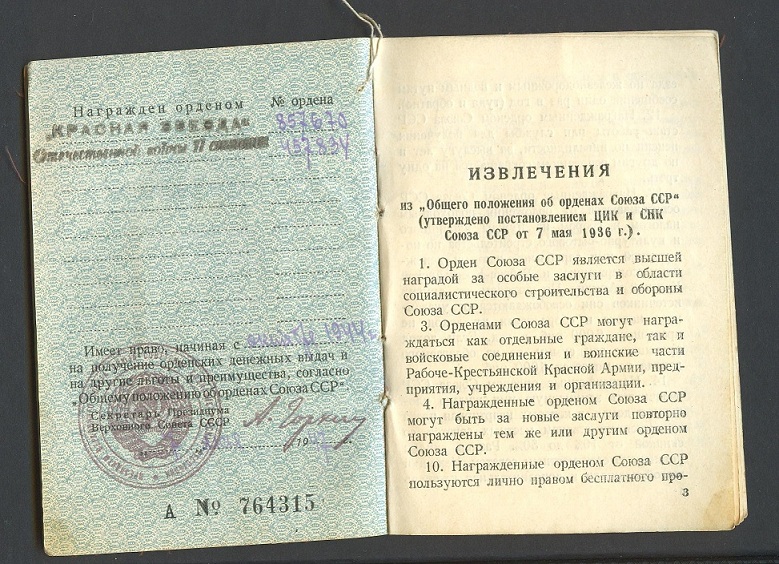 Награжден орденом № ордена
„КРАСНАЯ ЗВЕЗДА“ 857670
Отечественной войны II степени 457834
Имеет право, начиная с 1944 г.
на получение орденских денежных выдач и
на другие льготы и преимущества, согласно
„Общему положению об орденах Союза ССР“
Секретарь Президиума
Верховного Совета СССР
А. Горкин
19
А № 764315
ИЗВЛЕЧЕНИЯ
из „Общего положения об орденах Союза ССР“
(утверждено постановлением ЦИК и СНК
Союза ССР от 7 мая 1936 г.).
1. Орден Союза ССР является высшей
наградой за особые заслуги в области
социалистического строительства и обороны
Союза ССР.
3. Орденами Союза ССР могут награ-
ждаться как отдельные граждане, так и
войсковые соединения и воинские части
Рабоче-Крестьянской Красной Армии, пред-
приятия, учреждения и организации.
4. Награжденные орденом Союза ССР
могут быть за новые заслуги повторно
награждены тем же или другим орденом
Союза ССР.
10. Награжденные орденом Союза ССР
пользуются лично правом бесплатного про-
3